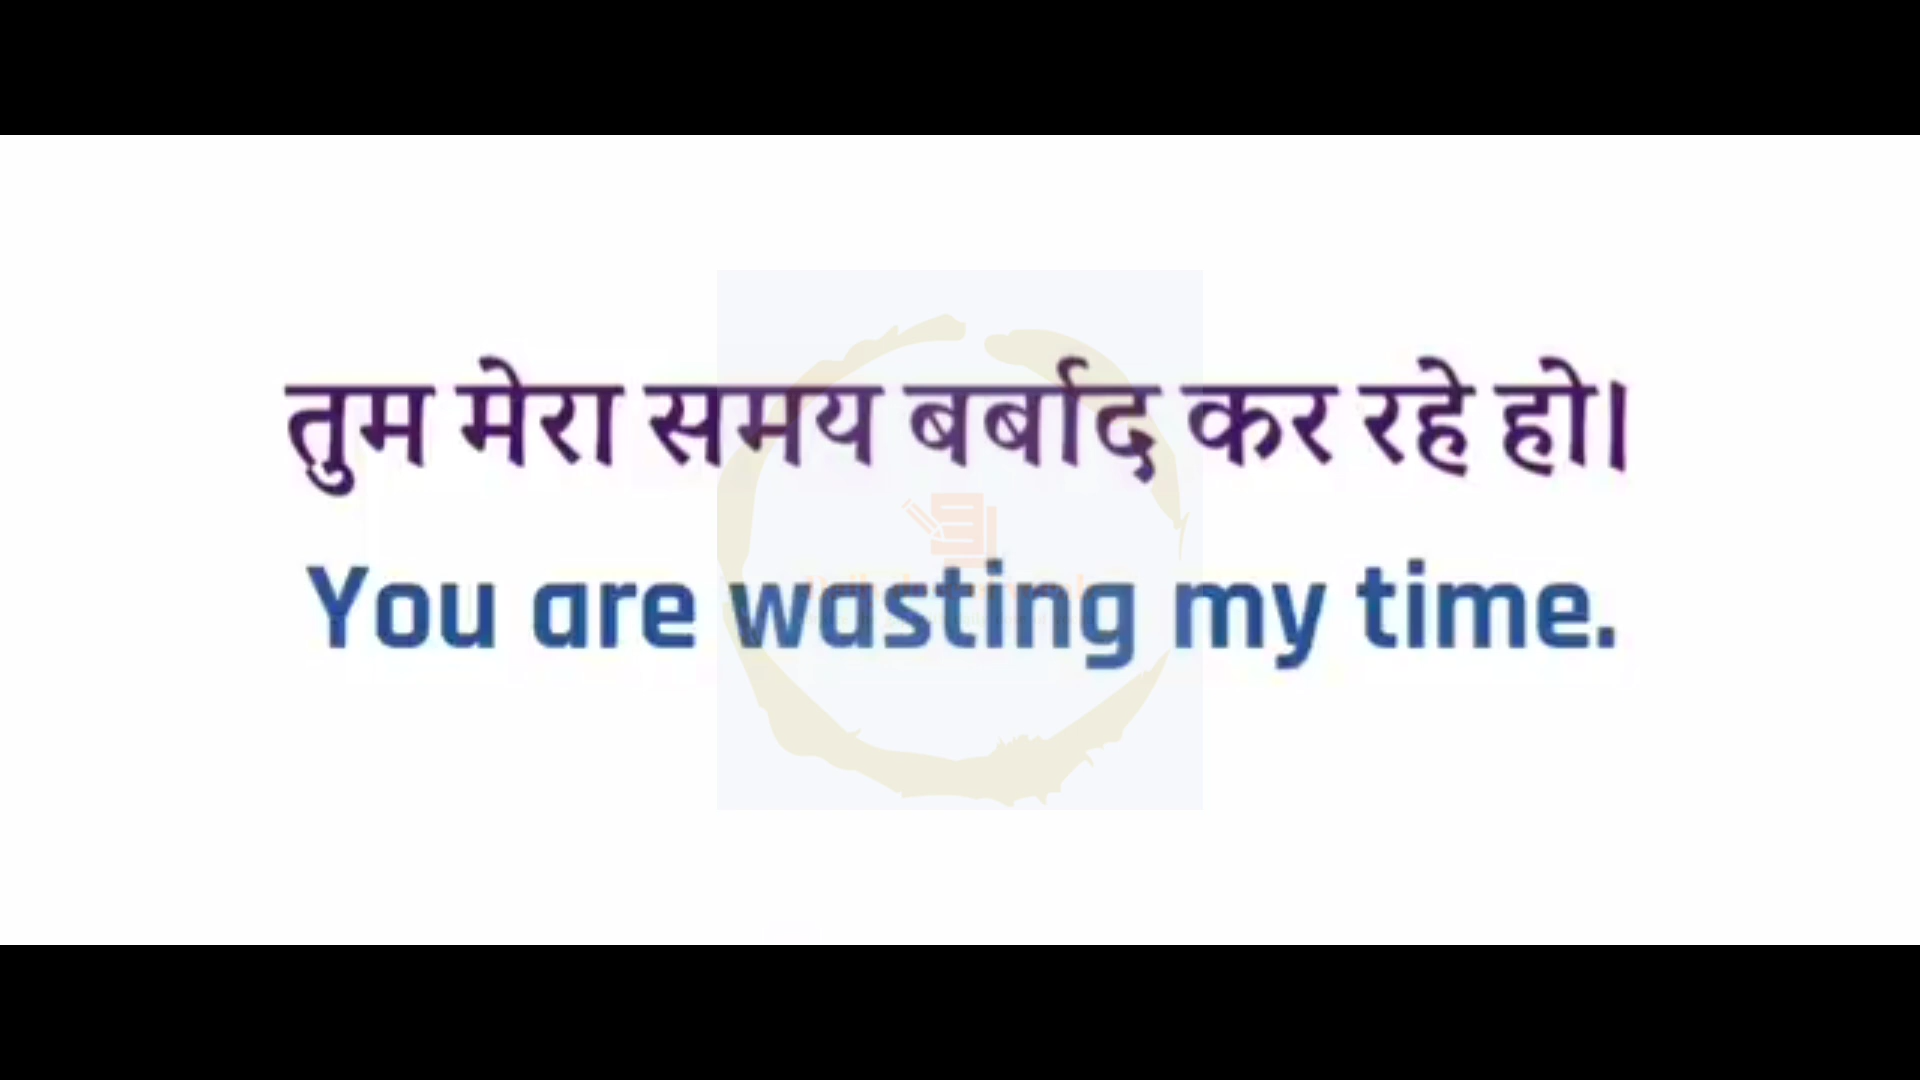 तुम मेरा समय बर्बाद कर रहे हो।
You are wasting my time.